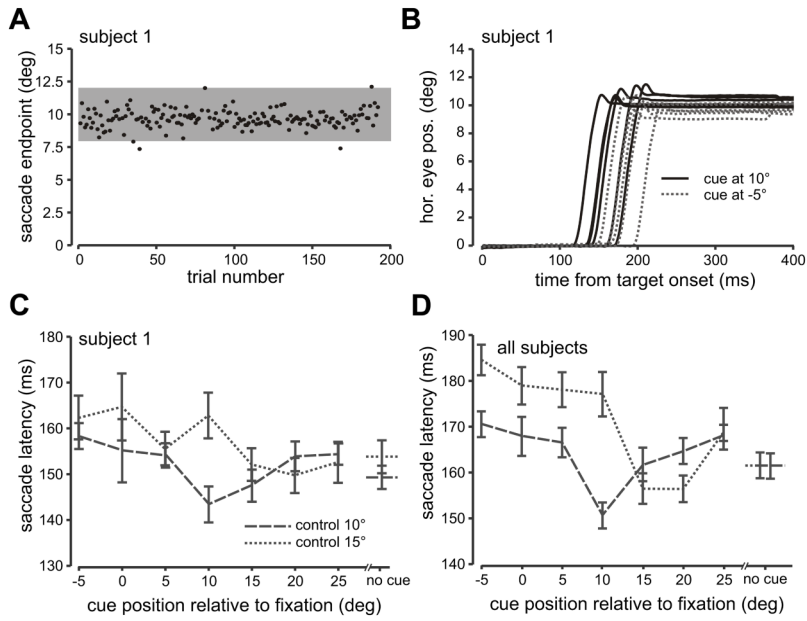 A
subject 1
15
12.5
10
7.5
5
2.5
0
saccade endpoint (deg)
0 50 100 150 200
trial number
B
subject 1
14
12
10
8
6
4
2
0
hor. eye pos. (deg)
cue at 10°
cue at -5°
0 100 200 300 400
time from target onset (ms)
C
subject 1
180
170
160
150
140
130
saccade latency (ms)
control 10°
control 15°
-5 0 5 10 15 20 25 no cue
cue position relative to fixation (deg)
D
all subjects
190
180
170
160
150
140
saccade latency (ms)
-5 0 5 10 15 20 25 no cue
cue position relative to fixation (deg)